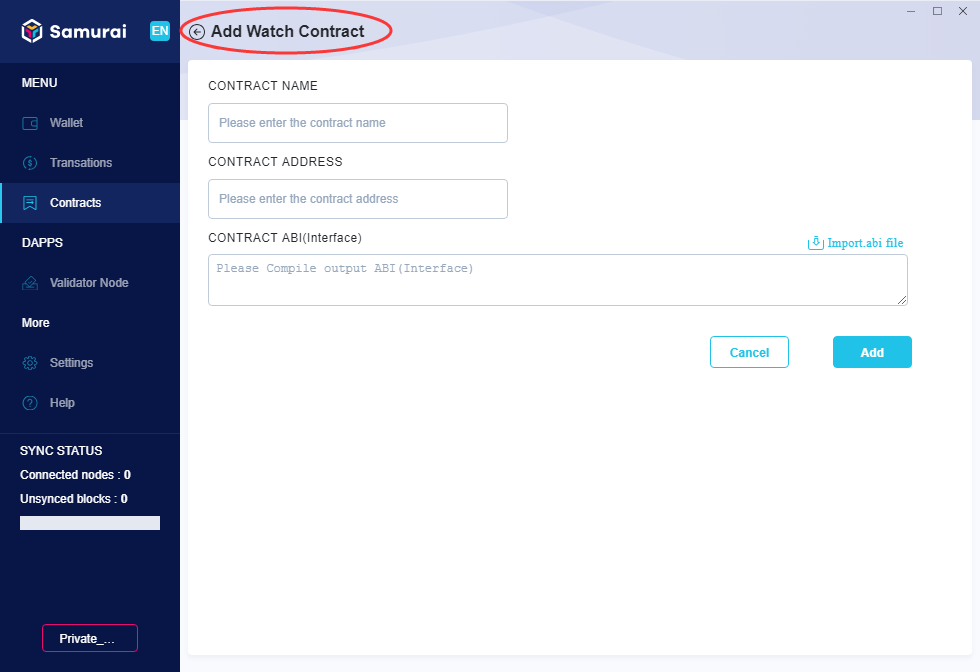 Samurai
EN
Add Watch Contract
MENU
Wallet
Transations
Contracts
DAPPS
Validator Node
More
Settings
Help
SYNC STATUS
Connected nodes : 0
Unsynced blocks : 0
Private_...
CONTRACT NAME
Please enter the contract name
CONTRACT ADDRESS
Please enter the contract address
CONTRACT ABI(Interface)
Import.abi file
Please Compile output ABI(Interface)
Cancel
Add